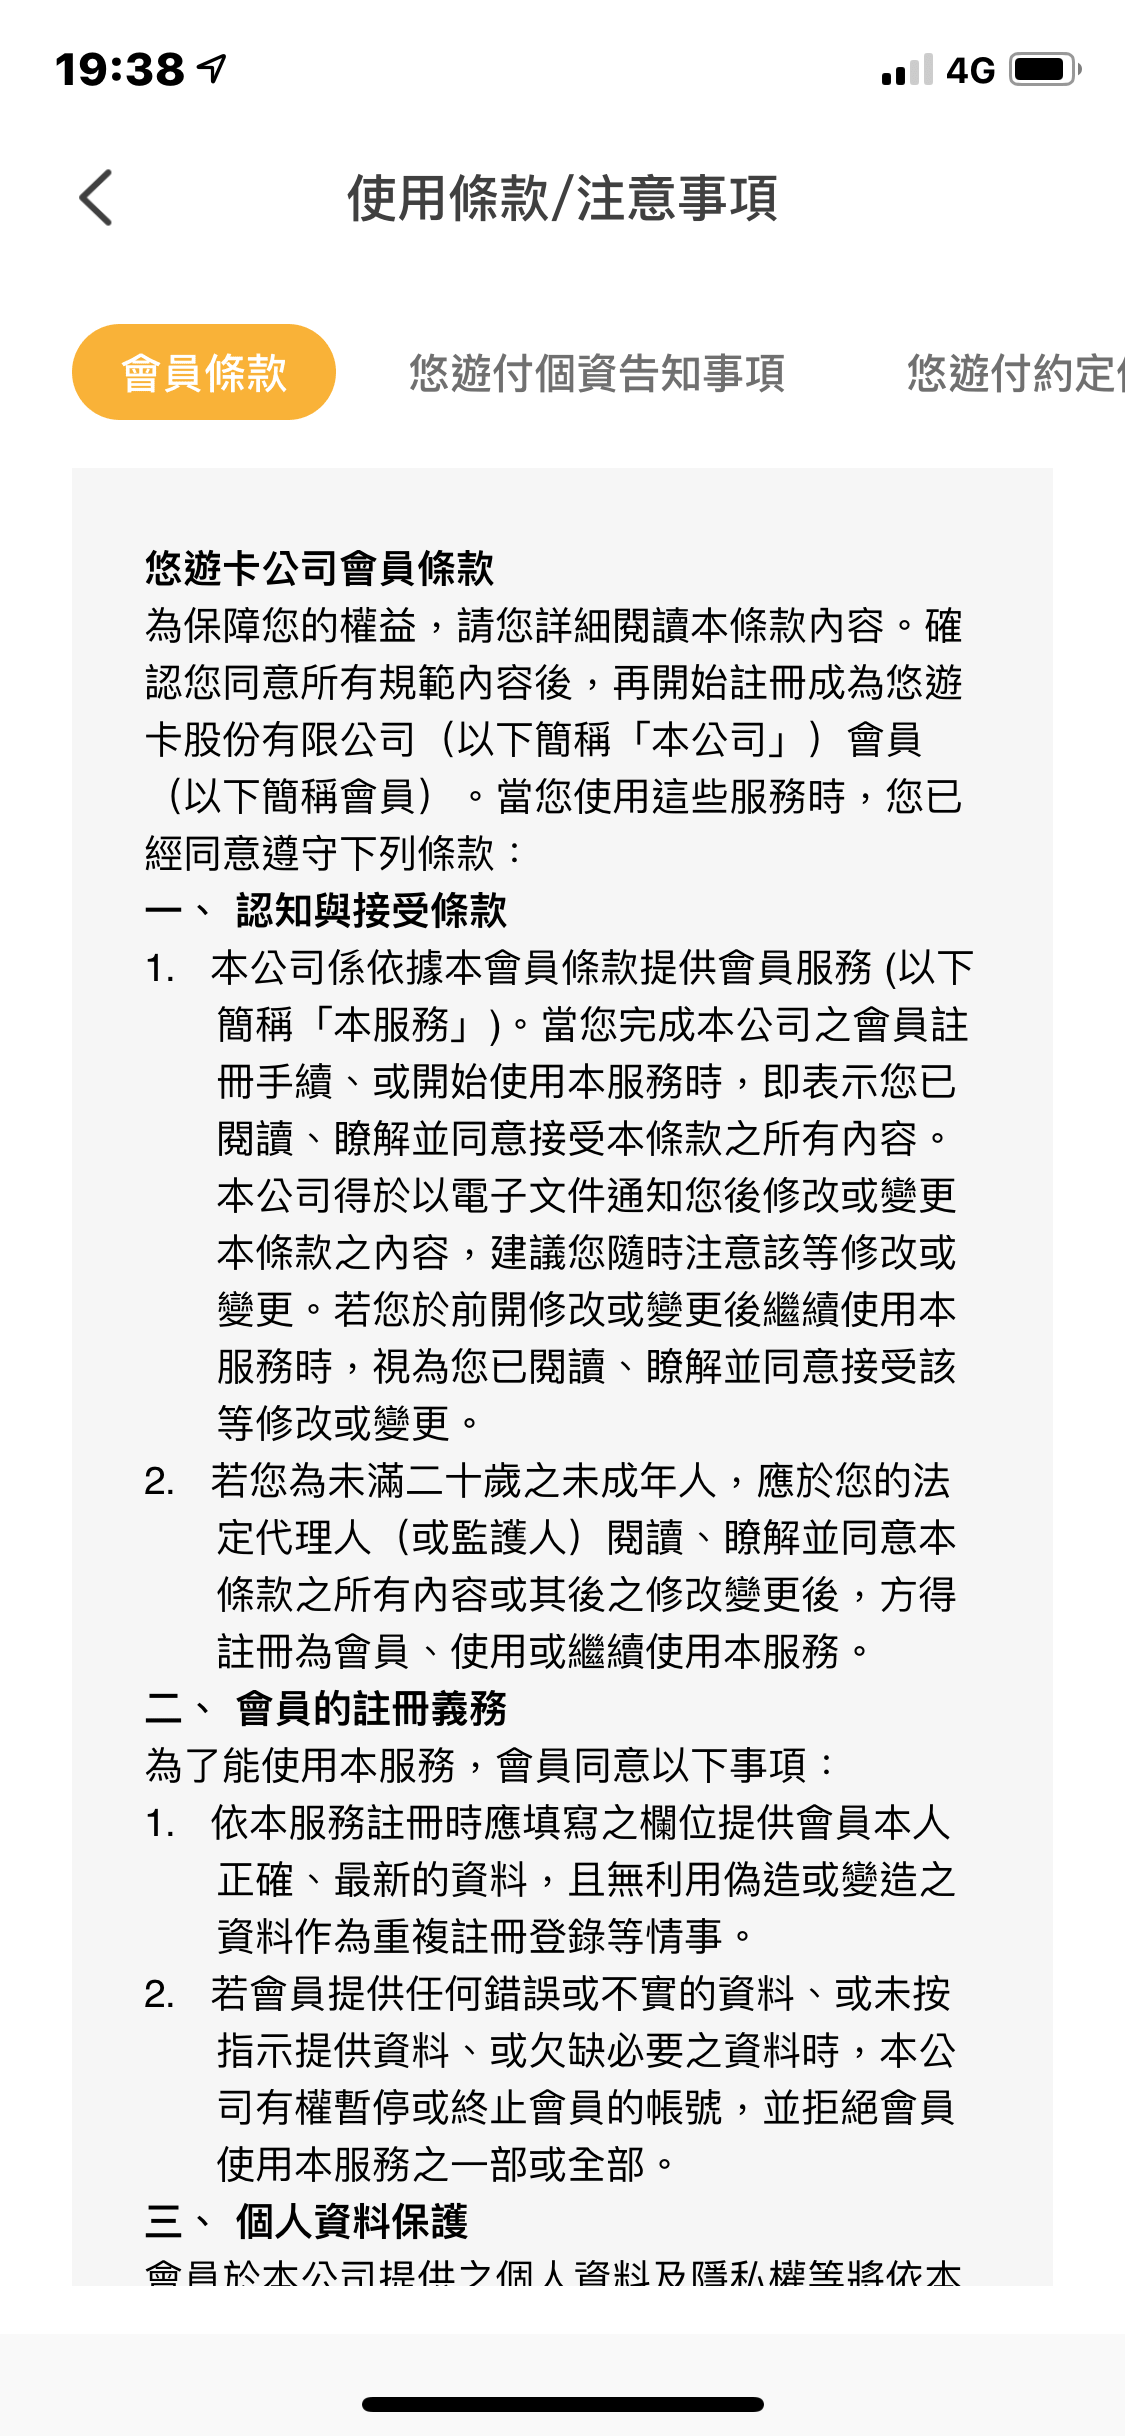 19:38
4G
使用條款/注意事項
會員條款
悠遊付個資告知事項
悠遊付約定
悠遊卡公司會員條款
為保障您的權益，請您詳細閱讀本條款內容。確
認您同意所有規範內容後，再開始註冊成為悠遊
卡股份有限公司（以下簡稱「本公司」）會員
（以下簡稱會員）。當您使用這些服務時，您已
經同意遵守下列條款：
一、 認知與接受條款
1. 本公司係依據本會員條款提供會員服務 (以下
簡稱「本服務」)。當您完成本公司之會員註
冊手續、或開始使用本服務時，即表示您已
閱讀、瞭解並同意接受本條款之所有內容。
本公司得於以電子文件通知您後修改或變更
本條款之內容，建議您隨時注意該等修改或
變更。若您於前開修改或變更後繼續使用本
服務時，視為您已閱讀、瞭解並同意接受該
等修改或變更。
2. 若您為未滿二十歲之未成年人，應於您的法
定代理人（或監護人）閱讀、瞭解並同意本
條款之所有內容或其後之修改變更後，方得
註冊為會員、使用或繼續使用本服務。
二、 會員的註冊義務
為了能使用本服務，會員同意以下事項：
1. 依本服務註冊時應填寫之欄位提供會員本人
正確、最新的資料，且無利用偽造或變造之
資料作為重複註冊登錄等情事。
2. 若會員提供任何錯誤或不實的資料、或未按
指示提供資料、或欠缺必要之資料時，本公
司有權暫停或終止會員的帳號，並拒絕會員
使用本服務之一部或全部。
三、 個人資料保護
會員於本公司提供之個人資料及隱私權等將依本